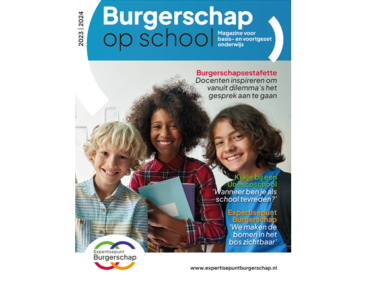 2023 | 2024
Burgerschap
op school
Magazine voor
basis- en voortgezet
onderwijs
Burgerschapsestafette
Docenten inspireren om
vanuit dilemma's het
gesprek aan te gaan
Kijkje bij een
Unescoschool
'Wanneer ben je als
school tevreden?'
Expertisepunt
Burgerschap
'We maken de
bomen in het
bos zichtbaar'
Expertisepunt
Burgerschap
www.expertisepuntburgerschap.nl